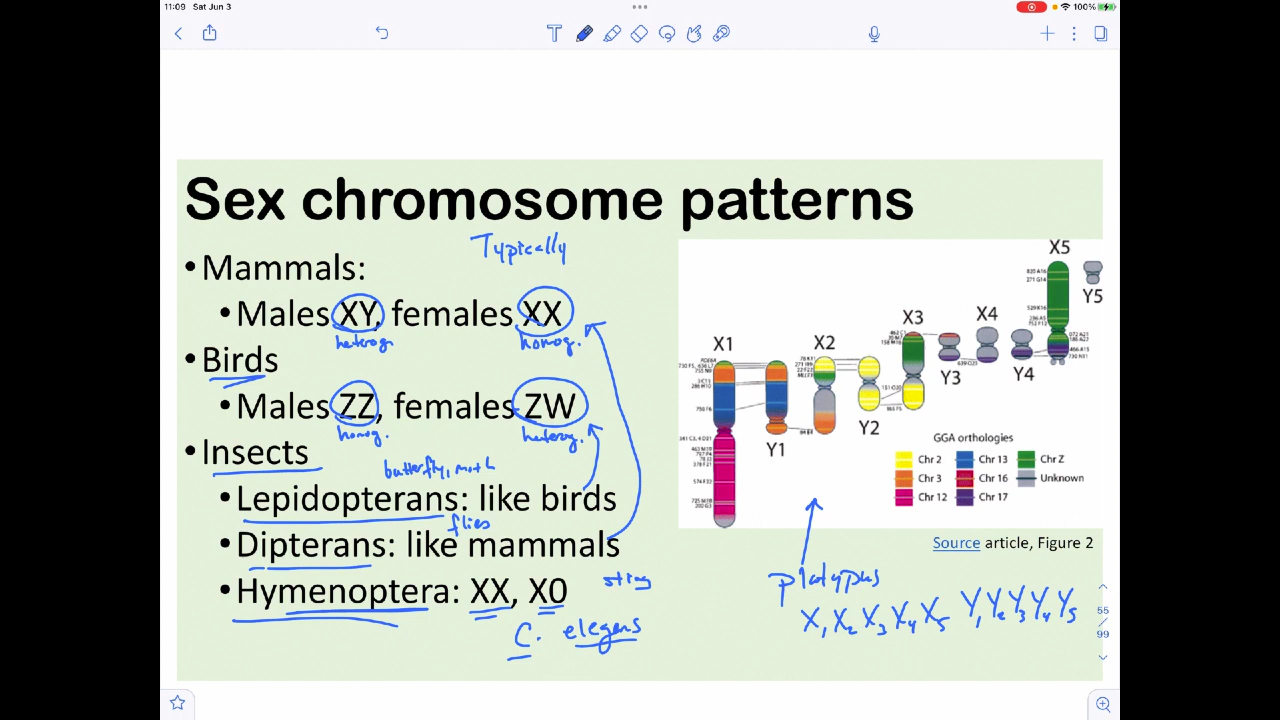 11:09 Sat Jun 3
100%
Sex chromosome patterns
Typically
• Mammals:
• Males XY, females XX
heterog. homog.
• Birds
• Males ZZ, females ZW
homog. heterog.
• Insects
butterfly, moth
• Lepidopterans: like birds
flies
• Dipterans: like mammals
• Hymenoptera: XX, X0
sting
C. elegans
X1
Y1
X2
Y2
X3
Y3
X4
Y4
X5
Y5
GGA orthologies
Chr 2 Chr 13 Chr Z
Chr 3 Chr 16 Unknown
Chr 12 Chr 17
Source article, Figure 2
platypus
X1 X2 X3 X4 X5 Y1 Y2 Y3 Y4 Y5
55
/
99